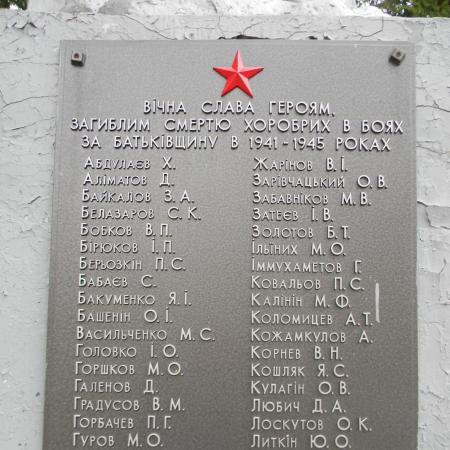 ВІЧНА СЛАВА ГЕРОЯМ,
ЗАГИБЛИМ СМЕРТЮ ХОРОБРИХ В БОЯХ
ЗА БАТЬКІВЩИНУ В 1941-1945 РОКАХ
АБДУЛАЄВ Х.
АЛІМАТОВ Д.
БАЙКАЛОВ З. А.
БЕЛАЗАРОВ С. К.
БОБКОВ В. П.
БІРЮКОВ І. П.
БЕРЬОЗКІН П. С.
БАБАЄВ С.
БАКУМЕНКО Я. І.
БАШЕНІН О. І.
ВАСИЛЬЧЕНКО М. С.
ГОЛОВКО І. О.
ГОРШКОВ М. О.
ГАЛЕНОВ Д.
ГРАДУСОВ В. М.
ГОРБАЧЕВ П. Г.
ГУРОВ М. О.
ЖАРІНОВ В. І.
ЗАРІВЧАЦЬКИЙ О. В.
ЗАБАВНІКОВ М. В.
ЗАТЕЄВ І. В.
ЗОЛОТОВ Б. Т.
ІЛЬЇНИХ М. О.
ІММУХАМЕТОВ Г.
КОВАЛЬОВ П. С.
КАЛІНІН М. Ф.
КОЛОМИЦЕВ А. Т.
КОЖАМКУЛОВ А.
КОРНЕВ В. Н.
КОШЛЯК Я. С.
КУЛАГІН О. В.
ЛЮБИЧ Д. А.
ЛОСКУТОВ О. К.
ЛИТКІН Ю. О.